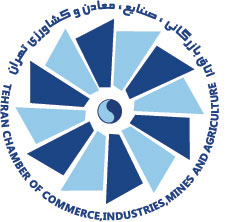 اتاق بازرگانی ، صنایع ، معادن و کشاورزی تهران
TEHRAN CHAMBER OF COMMERCE,INDUSTRIES,MINES AND AGRICULTURE